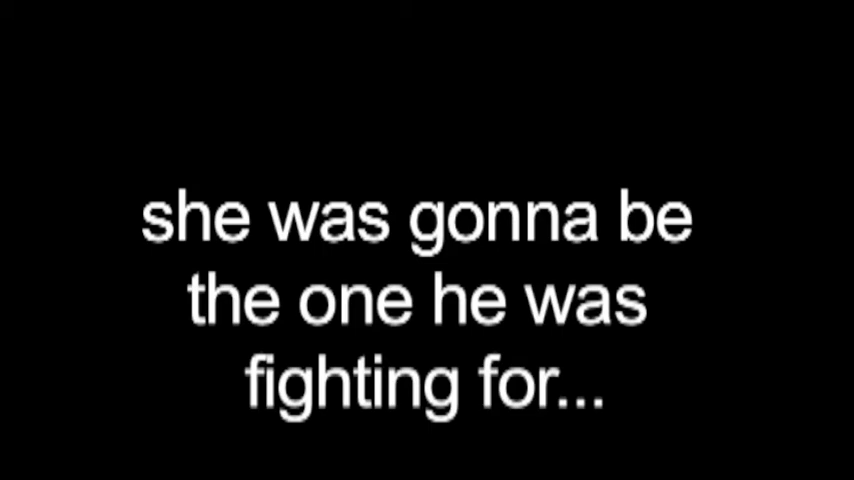 she was gonna be
the one he was
fighting for...